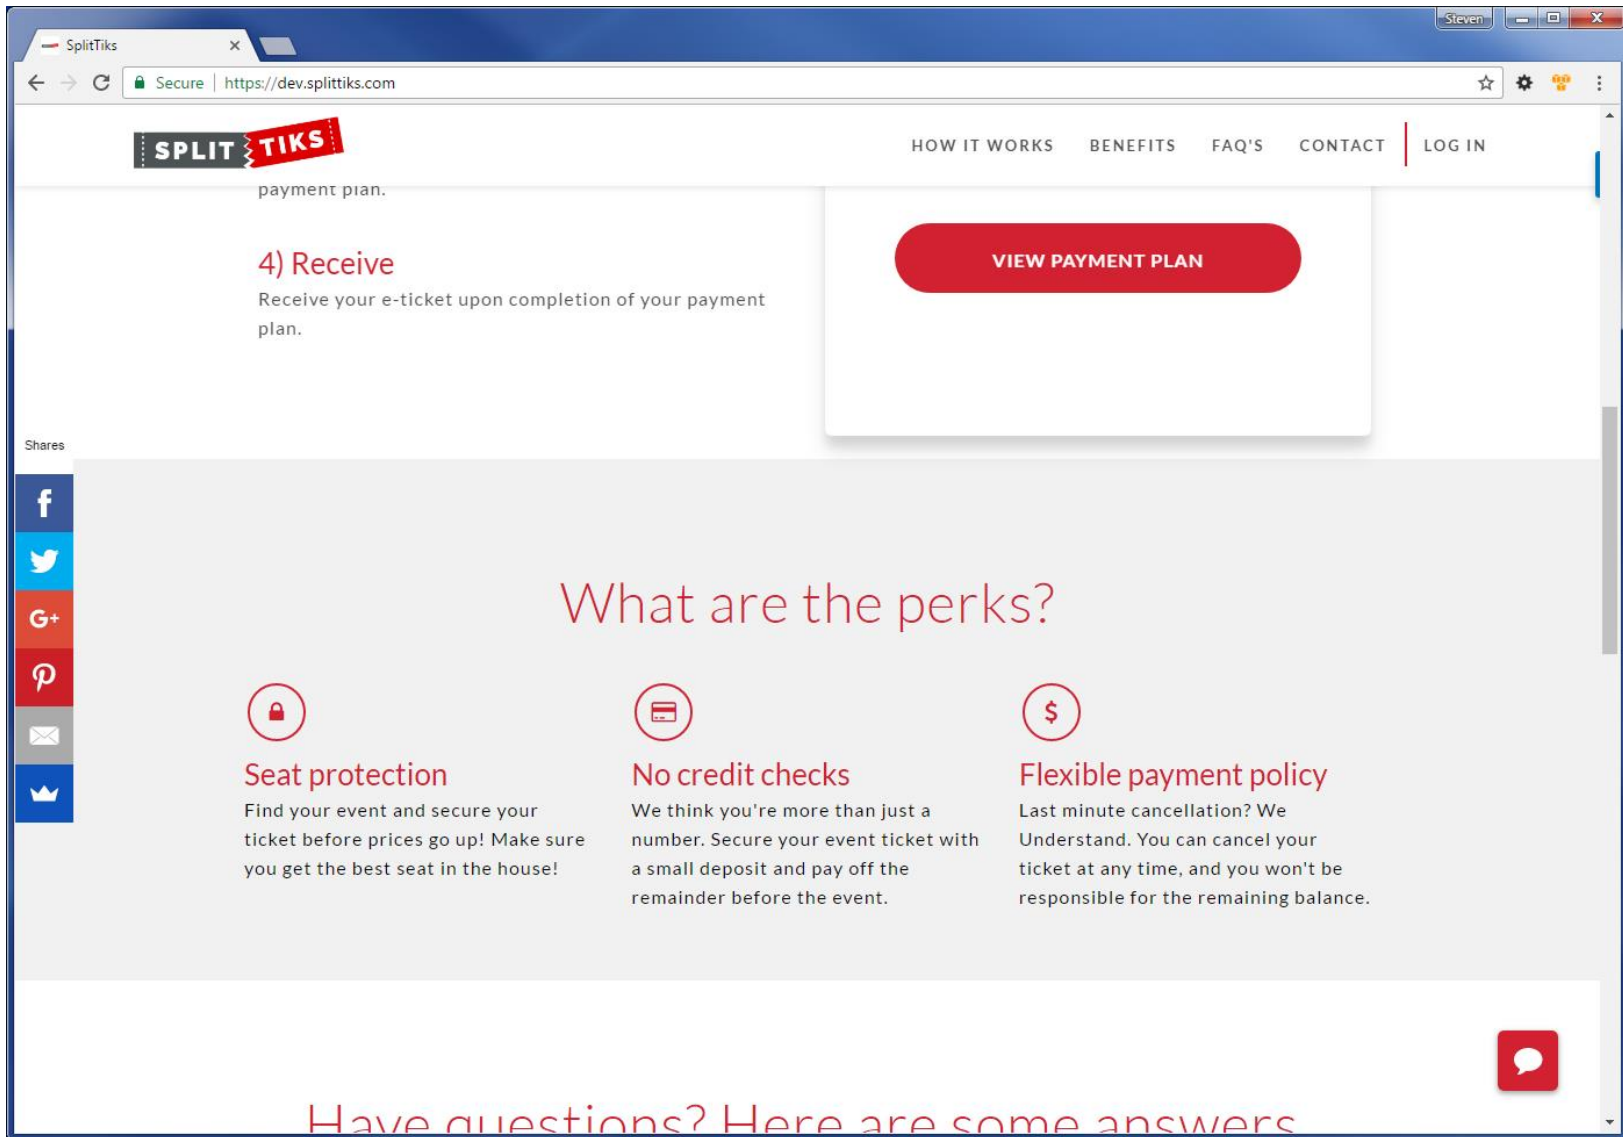 Steven
SplitTiks
Secure | https://dev.splittiks.com
SPLIT TIKS
HOW IT WORKS BENEFITS FAQ'S CONTACT LOG IN
payment plan.
4) Receive
Receive your e-ticket upon completion of your payment
plan.
VIEW PAYMENT PLAN
Shares
What are the perks?
Seat protection
Find your event and secure your
ticket before prices go up! Make sure
you get the best seat in the house!
No credit checks
We think you're more than just a
number. Secure your event ticket with
a small deposit and pay off the
remainder before the event.
Flexible payment policy
Last minute cancellation? We
Understand. You can cancel your
ticket at any time, and you won't be
responsible for the remaining balance.
Have questions? Here are some answers